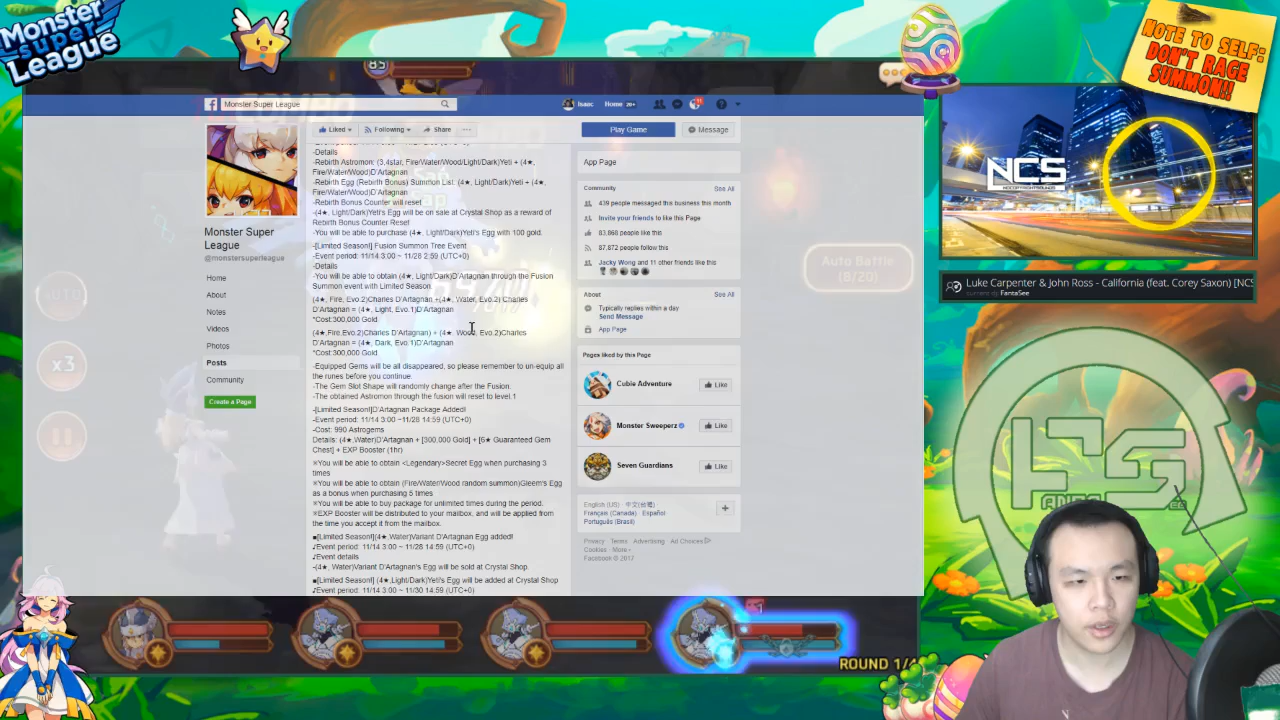 Monster
Super
League
NOTE TO SELF:
DON'T RAGE
SUMMON!!
85
Monster Super League
Isaac
Home 20+
Liked
Following
Share
Play Game
Message
-Details
-Rebirth Astromon: (3,4star, Fire/Water/Wood/Light/Dark)Yeti + (4★,
Fire/Water/Wood)D'Artagnan
-Rebirth Egg (Rebirth Bonus) Summon List: (4★, Light/Dark)Yeti + (4★,
Fire/Water/Wood)D'Artagnan
-Rebirth Bonus Counter will reset
-(4★, Light/Dark)Yeti's Egg will be on sale at Crystal Shop as a reward of
Rebirth Bonus Counter Reset
-You will be able to purchase (4★, Light/Dark)Yeti's Egg with 100 gold.
-[Limited Season!] Fusion Summon Tree Event
-Event period: 11/14 3:00 ~ 11/28 2:59 (UTC+0)
-Details
-You will be able to obtain (4★, Light/Dark)D'Artagnan through the Fusion
Summon event with Limited Season.
(4★, Fire, Evo.2)Charles D'Artagnan +(4★, Water, Evo.2) Charles
D'Artagnan = (4★, Light, Evo.1)D'Artagnan
*Cost:300,000 Gold.
(4★,Fire,Evo.2)Charles D'Artagnan) + (4★, Wood, Evo.2)Charles
D'Artagnan = (4★, Dark, Evo.1)D'Artagnan
*Cost:300,000 Gold.
-Equipped Gems will be all disappeared, so please remember to un-equip all
the runes before you continue.
-The Gem Slot Shape will randomly change after the Fusion.
-The obtained Astromon through the fusion will reset to level.1
-[Limited Season!]D'Artagnan Package Added!
-Event period: 11/14 3:00 ~11/28 14:59 (UTC+0)
-Cost: 990 Astrogems
Details: (4★,Water)D'Artagnan + [300,000 Gold] + [6★ Guaranteed Gem
Chest] + EXP Booster (1hr)
※You will be able to obtain <Legendary>Secret Egg when purchasing 3
times
※You will be able to obtain (Fire/Water/Wood random summon)Gleem's Egg
as a bonus when purchasing 5 times
※You will be able to buy package for unlimited times during the period.
※EXP Booster will be distributed to your mailbox, and will be applied from
the time you accept it from the mailbox.
■[Limited Season!](4★,Water)Variant D'Artagnan Egg added!
♪Event period: 11/14 3:00 ~11/28 14:59 (UTC+0)
♪Event details
-(4★, Water)Variant D'Artagnan's Egg will be sold at Crystal Shop.
■[Limited Season!] (4★,Light/Dark)Yeti's Egg will be added at Crystal Shop
♪Event period: 11/14 3:00 ~ 11/30 14:59 (UTC+0)
Monster Super
League
@monstersuperleague
Home
About
Notes
Videos
Photos
Posts
Community
Create a Page
App Page
Community
See All
439 people messaged this business this month
Invite your friends to like this Page
83,868 people like this
87,872 people follow this
Jacky Wong and 11 other friends like this
About
See All
Typically replies within a day
Send Message
App Page
Pages liked by this Page
Cubie Adventure
Like
Monster Sweeperz
Like
Seven Guardians
Like
English (US) · 中文(台灣) ·
Français (Canada) · Español ·
Português (Brasil)
Privacy · Terms · Advertising · Ad Choices
Cookies · More
Facebook © 2017
Auto Battle
(8/20)
AUTO
x3
ROUND 1/4
NCS
NOCOPYRIGHTSOUNDS
Luke Carpenter & John Ross - California (feat. Corey Saxon) [NCS
FantaSee